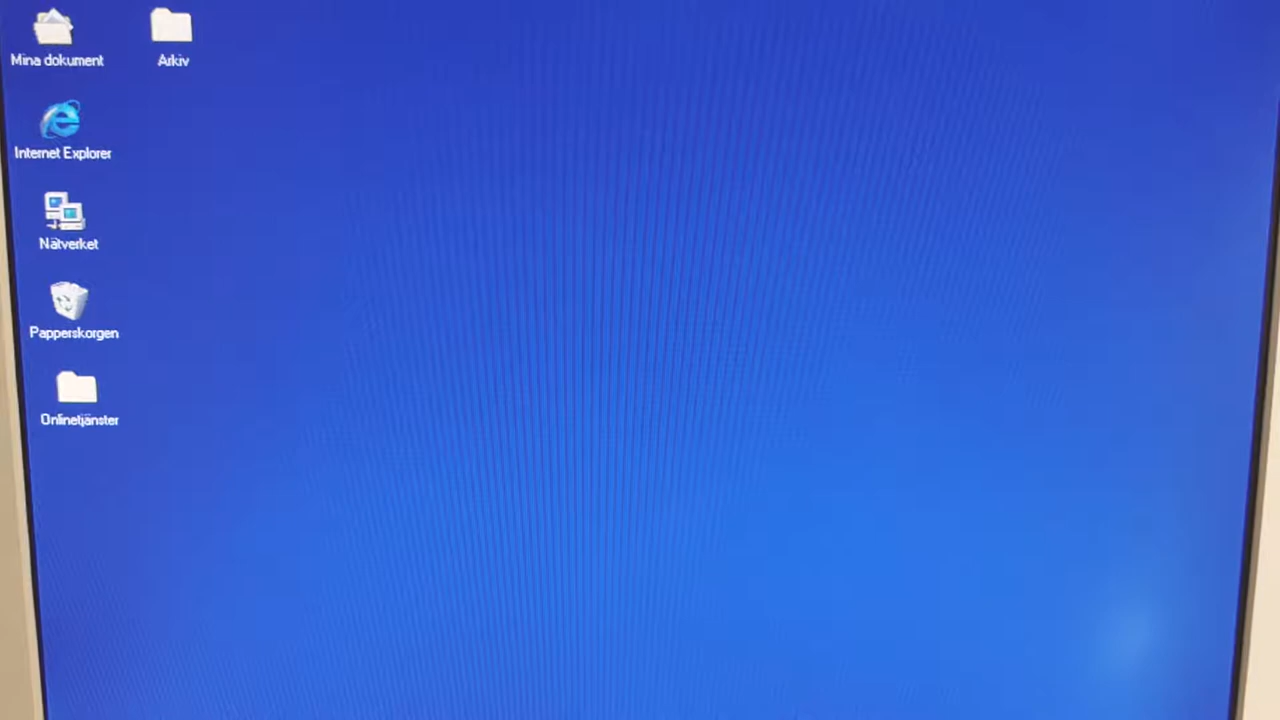 Mina dokument
Arkiv
Internet Explorer
Nätverket
Papperskorgen
Onlinetjänster